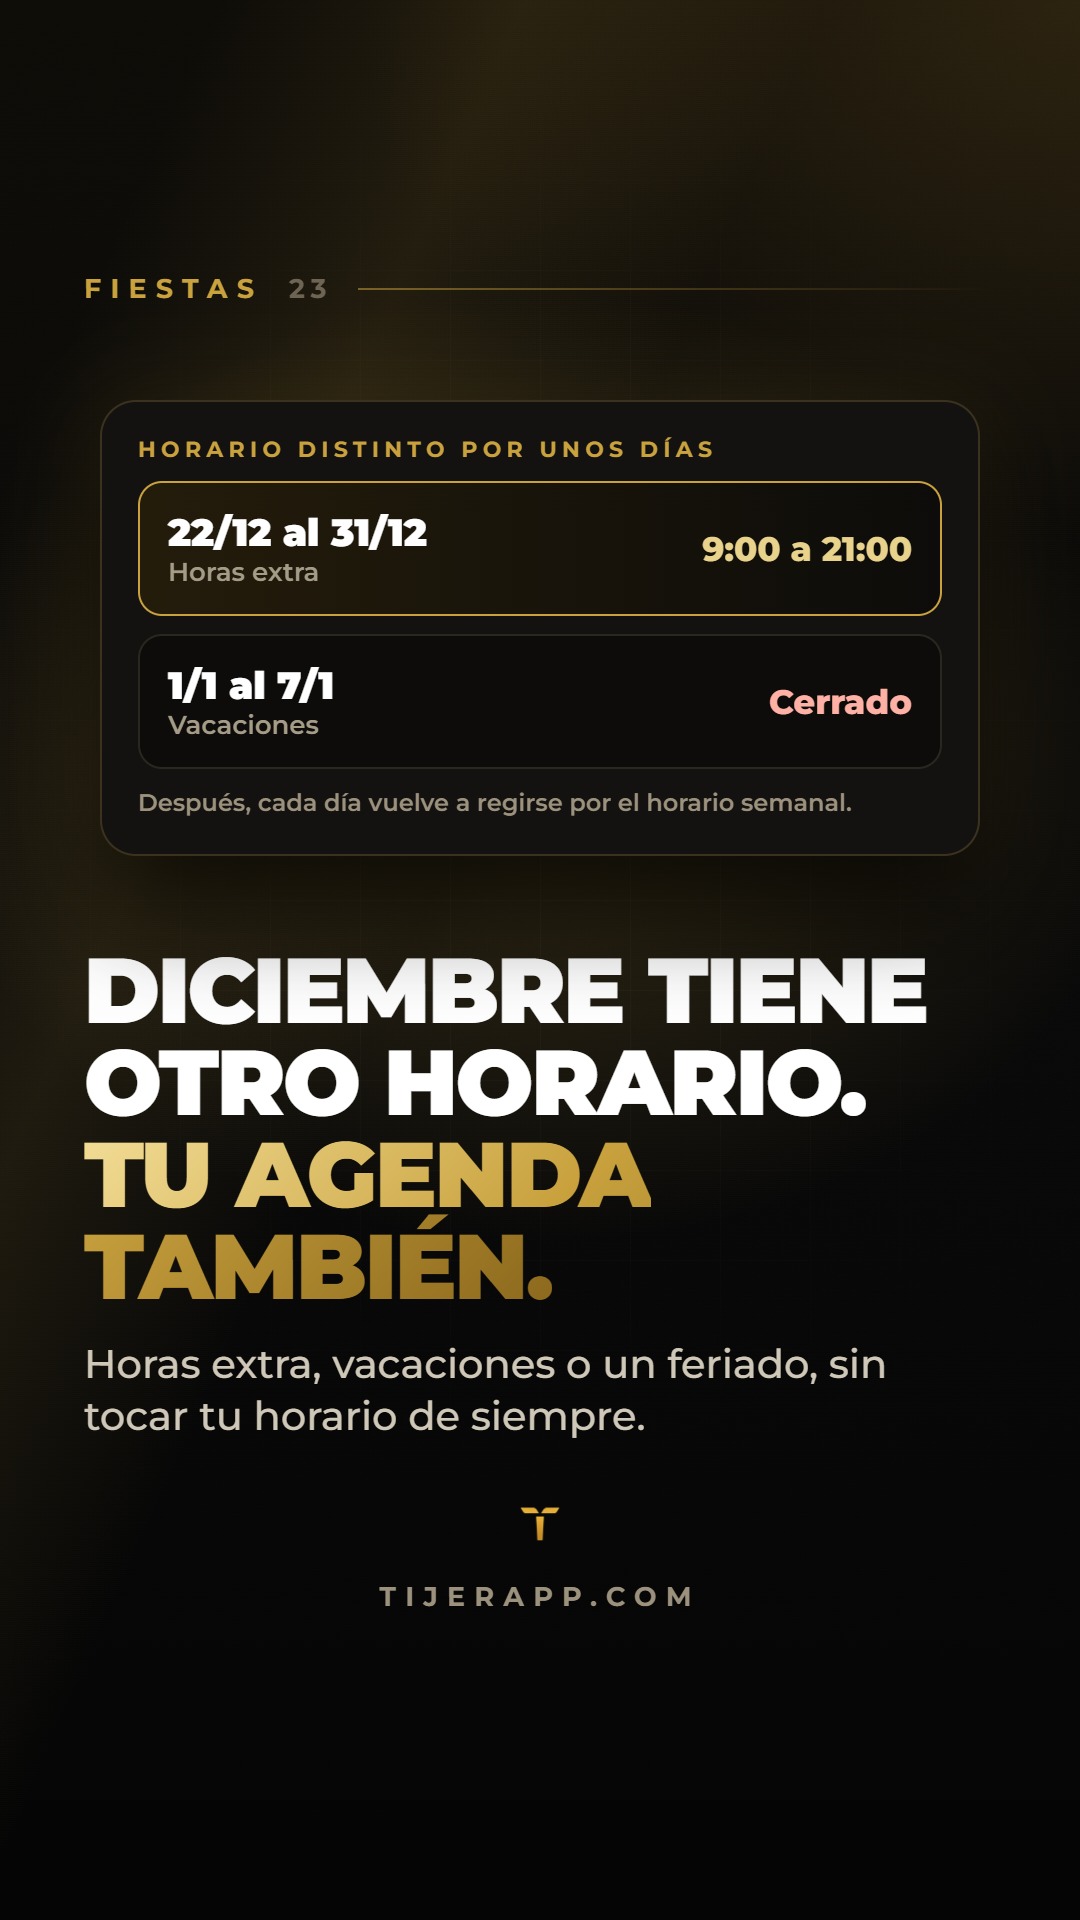 FIESTAS 23
HORARIO DISTINTO POR UNOS DÍAS
22/12 al 31/12
Horas extra
9:00 a 21:00
1/1 al 7/1
Vacaciones
Cerrado
Después, cada día vuelve a regirse por el horario semanal.
DICIEMBRE TIENE
OTRO HORARIO.
TU AGENDA
TAMBIÉN.
Horas extra, vacaciones o un feriado, sin
tocar tu horario de siempre.
TIJERAPP.COM